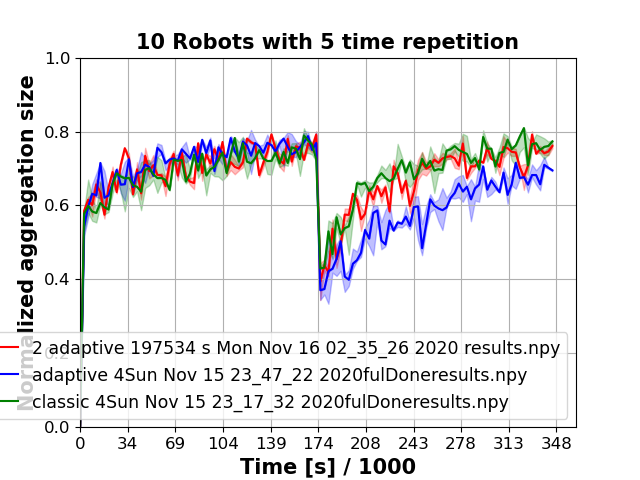 10 Robots with 5 time repetition
Normalized aggregation size
1.0
0.8
0.6
0.4
0.2
0.0
2 adaptive 197534 s Mon Nov 16 02_35_26 2020 results.npy
adaptive 4Sun Nov 15 23_47_22 2020fulDoneresults.npy
classic 4Sun Nov 15 23_17_32 2020fulDoneresults.npy
0 34 69 104 139 174 208 243 278 313 348
Time [s] / 1000